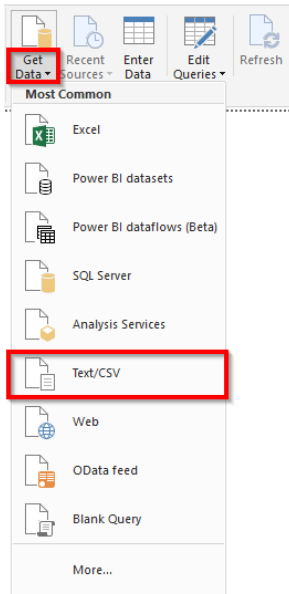 Get Recent Enter Edit Refresh
Data Sources Data Queries
Most Common
Excel
Power BI datasets
Power BI dataflows (Beta)
SQL Server
Analysis Services
Text/CSV
Web
OData feed
Blank Query
More...